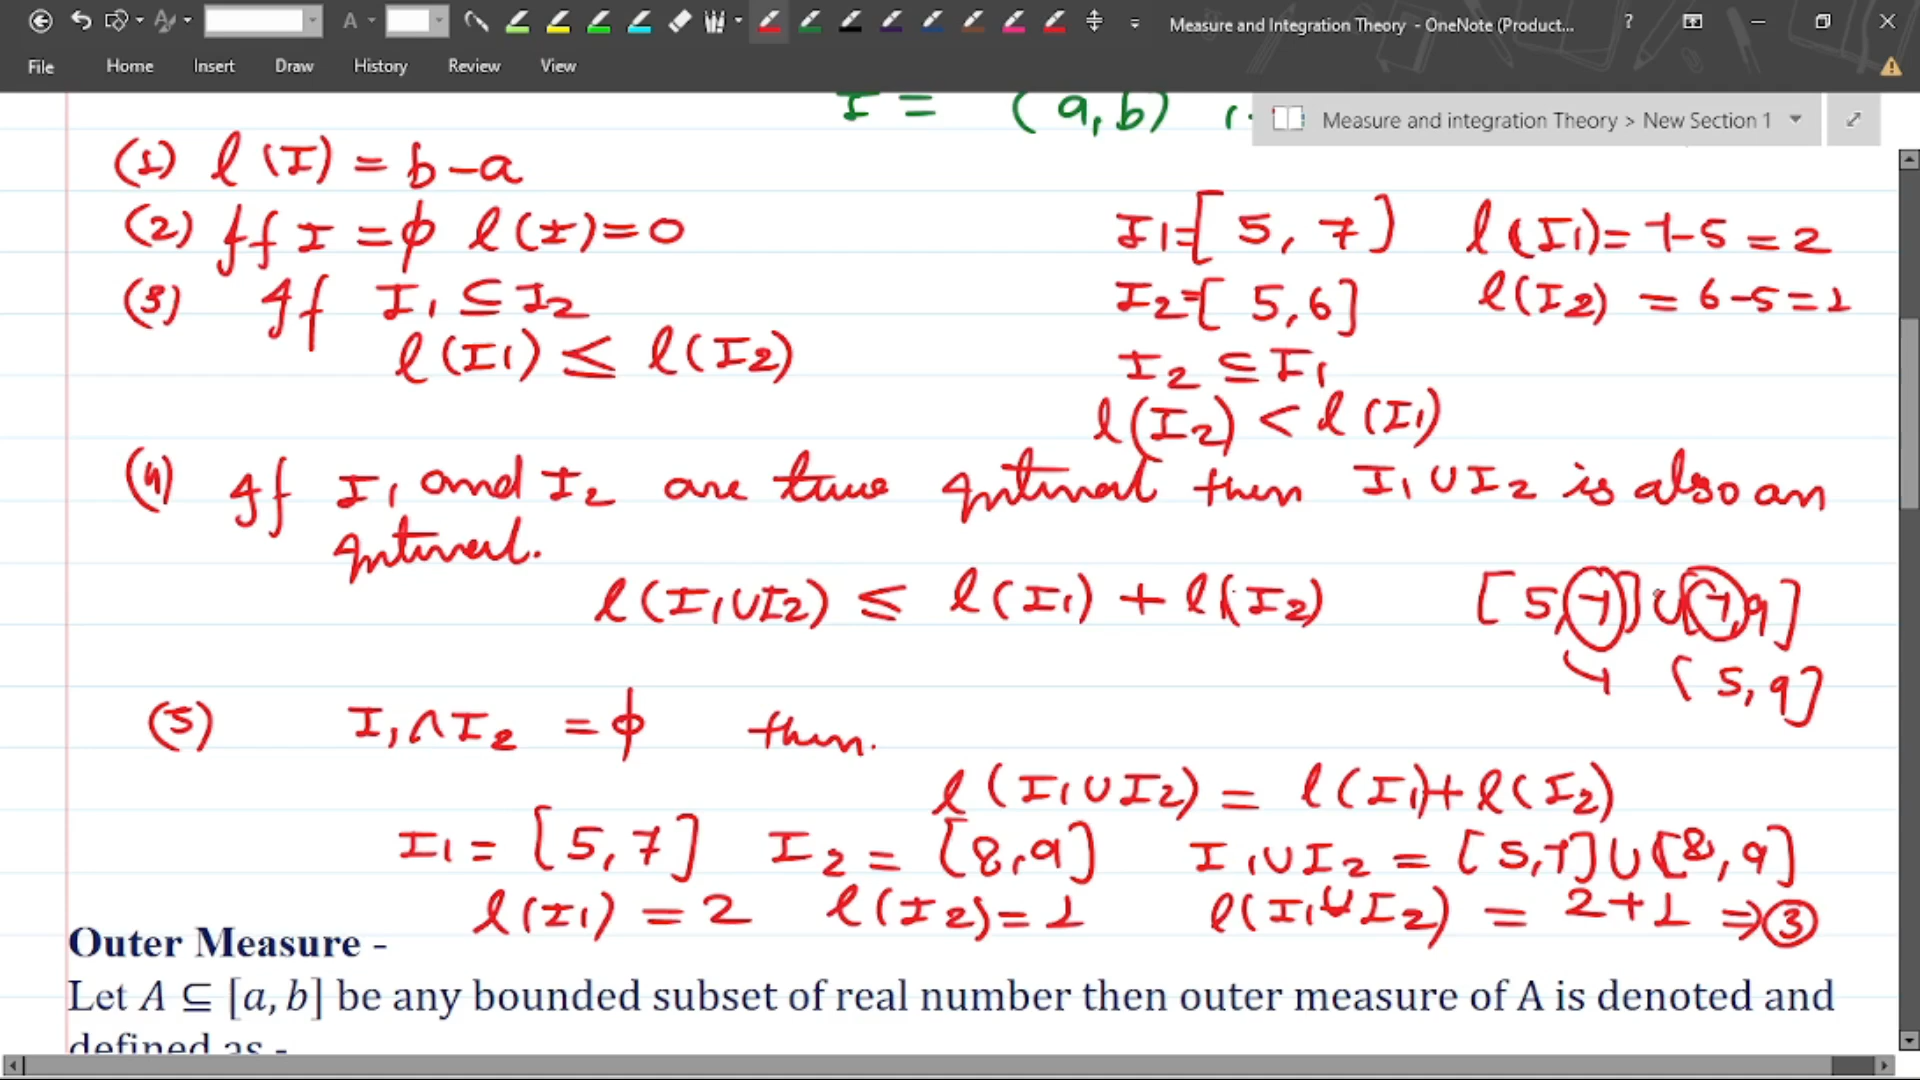 Measure and Integration Theory - OneNote (Product...
File Home Insert Draw History Review View
I = (a,b)
Measure and integration Theory > New Section 1
(1) l(I) = b-a
(2) If I = ϕ l(I)=0
(3) If I1 ⊆ I2
l(I1) ≤ l(I2)
I1=[5, 7] l(I1)=7-5=2
I2=[5,6] l(I2) = 6-5=1
I2 ⊆ I1
l(I2) < l(I1)
(4) If I1 and I2 are two interval then I1 ∪ I2 is also an
interval.
l(I1∪I2) ≤ l(I1) + l(I2) [5,7]∪[7,9]
[5,9]
(5) I1∩I2 = ϕ then.
l(I1∪I2) = l(I1)+l(I2)
I1 = [5,7] I2 = [8,9] I1∪I2 = [5,7]∪[8,9]
l(I1) = 2 l(I2)=1 l(I1∪I2) = 2+1 ⇒ 3
Outer Measure -
Let A ⊆ [a, b] be any bounded subset of real number then outer measure of A is denoted and
defined as -